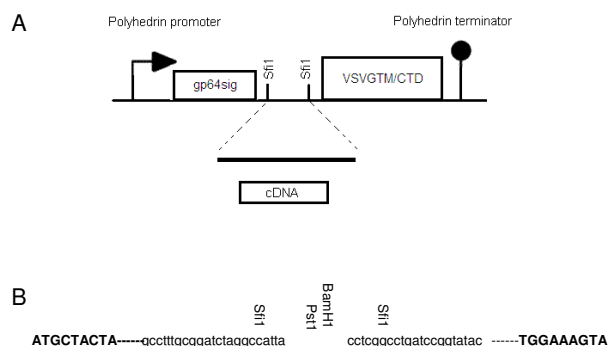 A
Polyhedrin promoter
Polyhedrin terminator
Sfi1
Sfi1
gp64sig
VSVGTM/CTD
cDNA
B
Sfi1
Pst1
BamH1
Sfi1
ATGCTACTA------gcctttgcggatctaggccatta cctcggcctgatccggtatac ------TGGAAAGTA